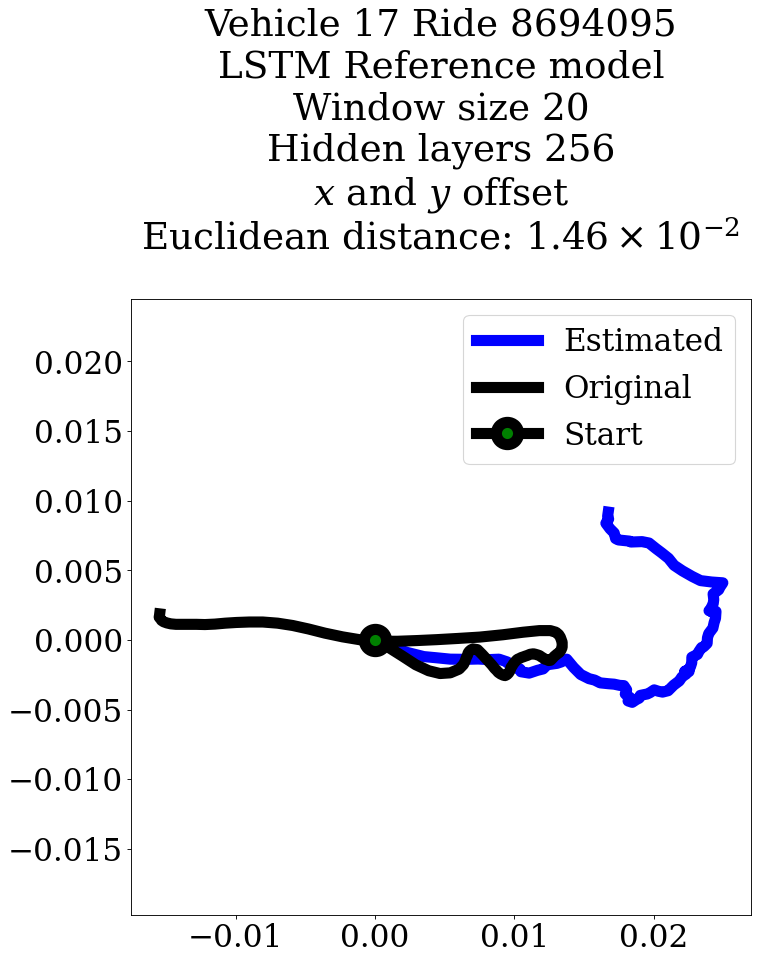 Vehicle 17 Ride 8694095
LSTM Reference model
Window size 20
Hidden layers 256
x and y offset
Euclidean distance: 1.46 × 10⁻²
Estimated
Original
Start
0.020
0.015
0.010
0.005
0.000
−0.005
−0.010
−0.015
−0.01 0.00 0.01 0.02